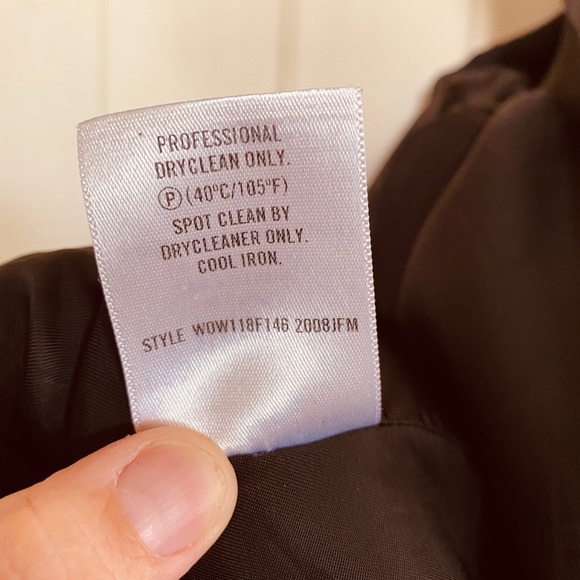 PROFESSIONAL
DRYCLEAN ONLY.
Ⓟ(40°C/105°F)
SPOT CLEAN BY
DRYCLEANER ONLY.
COOL IRON.
STYLE WOW118F146 2008JFM